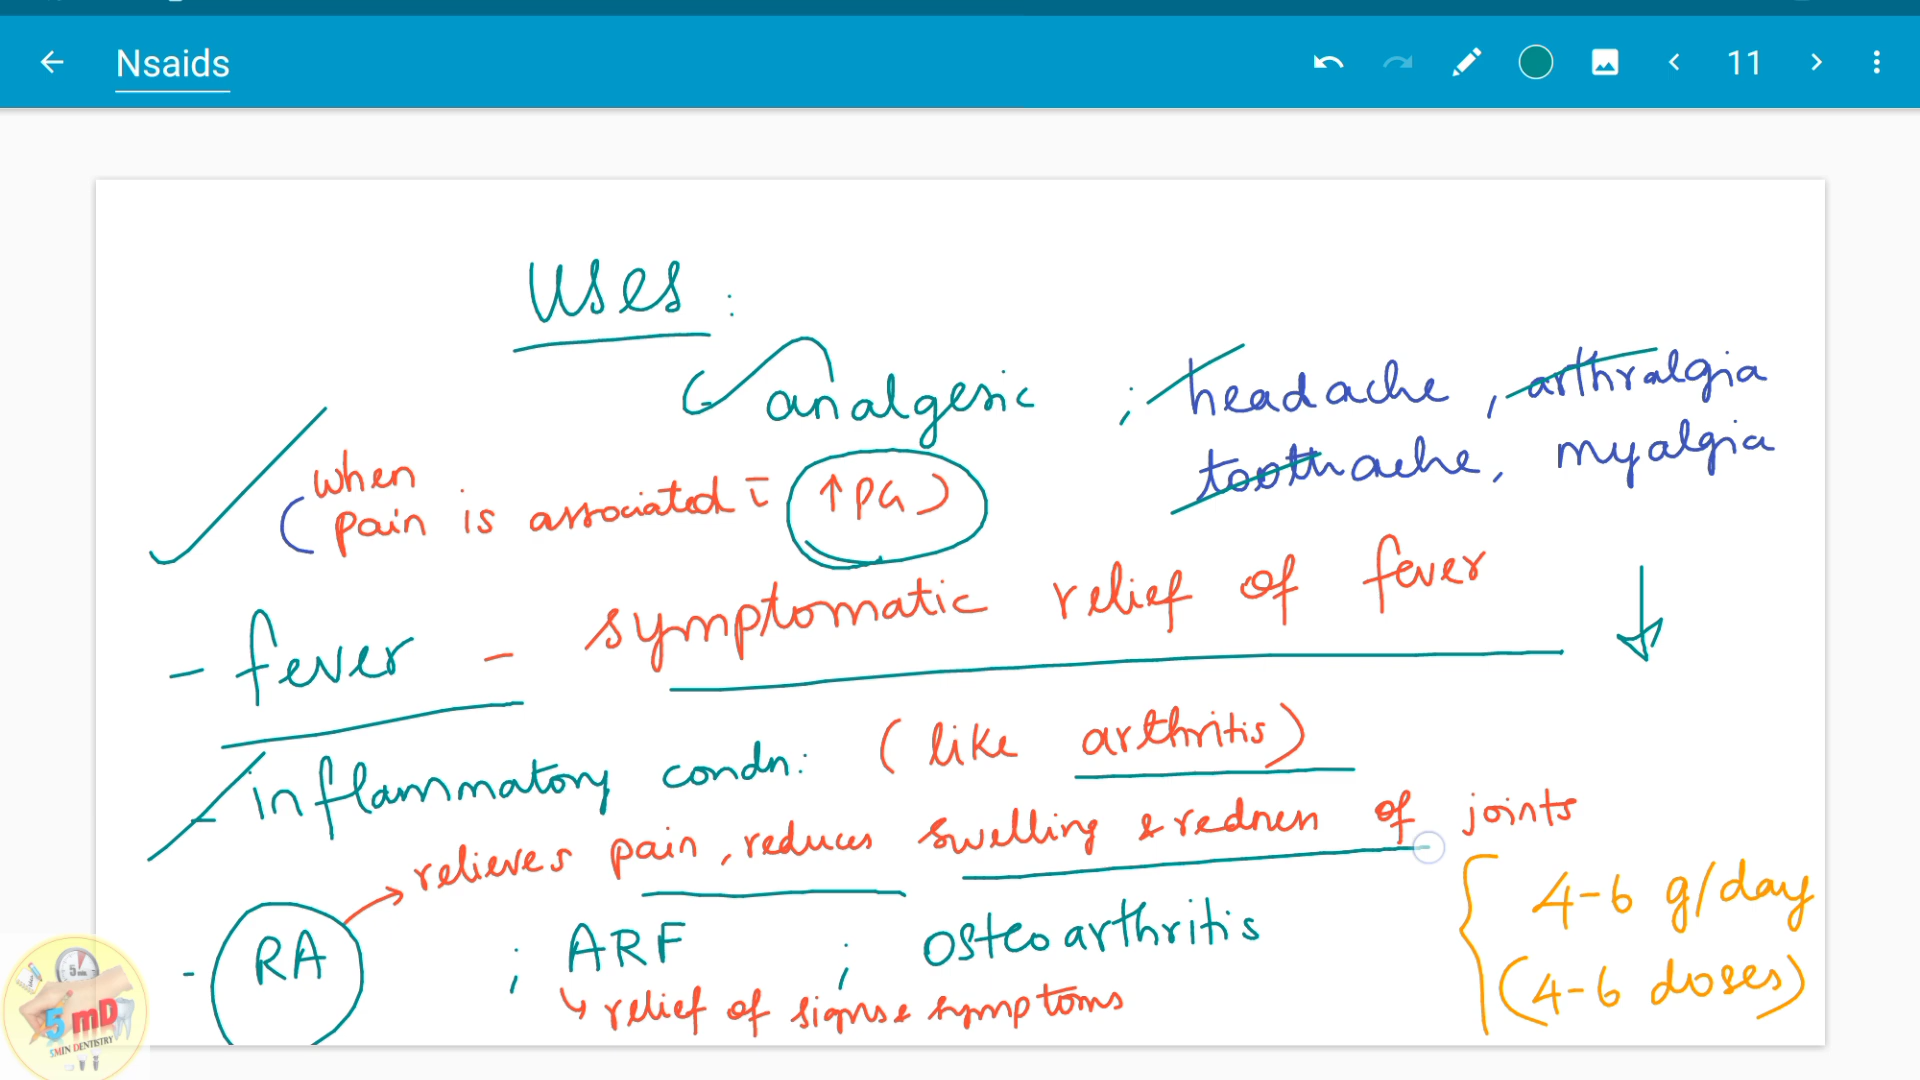 Nsaids
11
Uses :
analgesic ; headache, arthralgia
toothache, myalgia
(when
pain is associated c̄ ↑ PG)
- fever - symptomatic relief of fever
- inflammatory condn: (like arthritis)
relieves pain, reduces swelling & redness of joints
- RA ; ARF ; Osteoarthritis
relief of signs & symptoms
4-6 g/day
(4-6 doses)
5 mD
5MIN DENTISTRY